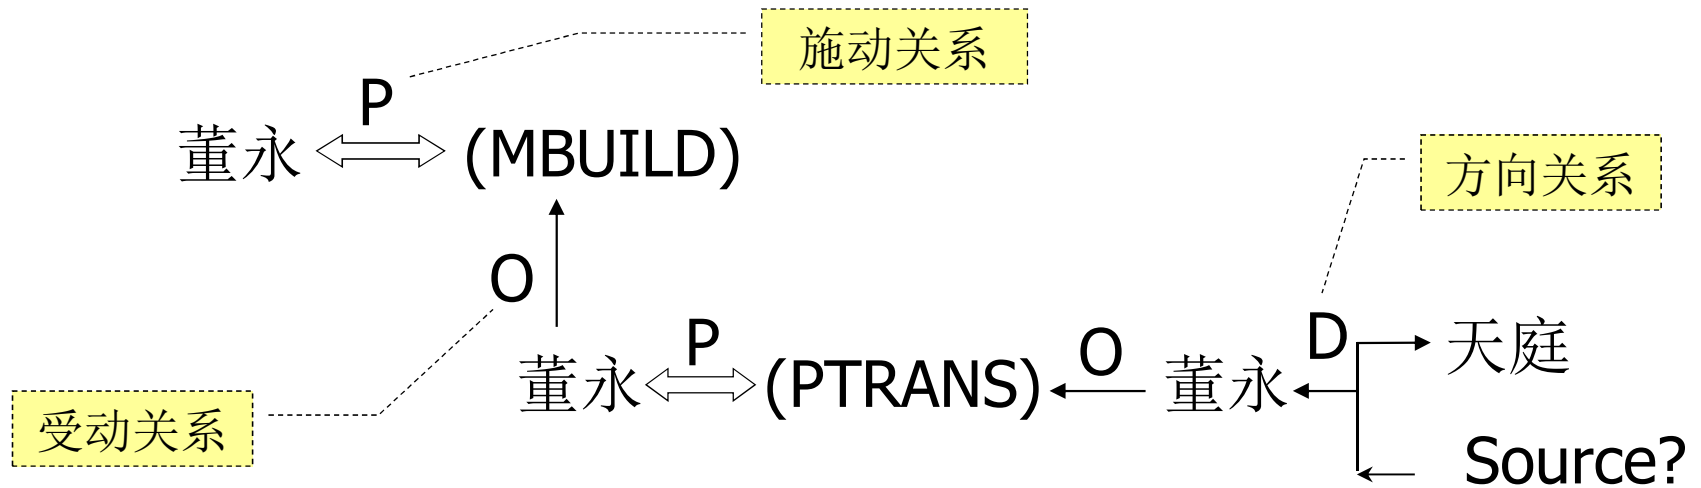 施动关系
P
董永
(MBUILD)
方向关系
O
P
O
D
天庭
董永
(PTRANS)
董永
受动关系
Source?